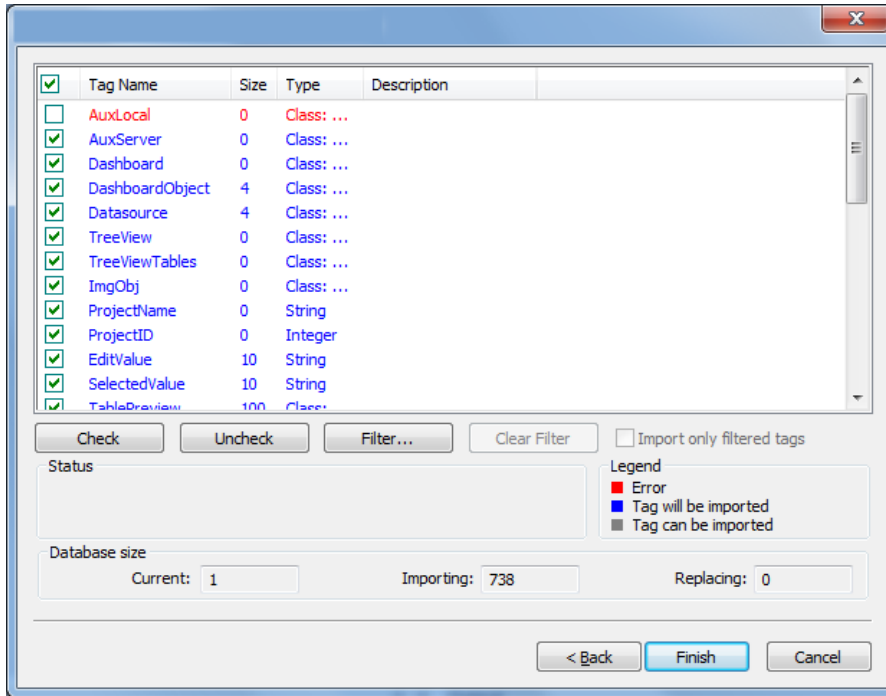 Tag Name Size Type Description
AuxLocal 0 Class: ...
AuxServer 0 Class: ...
Dashboard 0 Class: ...
DashboardObject 4 Class: ...
Datasource 4 Class: ...
TreeView 0 Class: ...
TreeViewTables 0 Class: ...
ImgObj 0 Class: ...
ProjectName 0 String
ProjectID 0 Integer
EditValue 10 String
SelectedValue 10 String
TablePreview 100 Class:
Check Uncheck Filter... Clear Filter Import only filtered tags
Status
Legend
Error
Tag will be imported
Tag can be imported
Database size
Current: 1 Importing: 738 Replacing: 0
< Back Finish Cancel